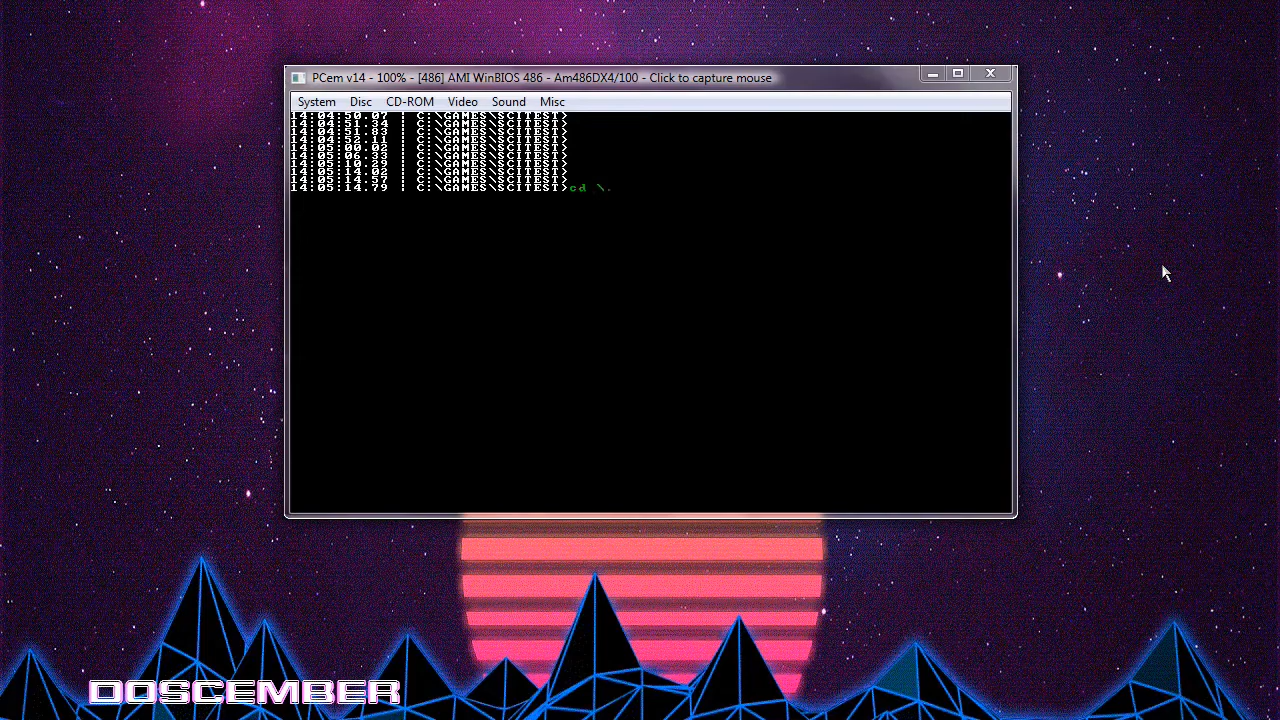 PCem v14 - 100% - [486] AMI WinBIOS 486 - Am486DX4/100 - Click to capture mouse
System Disc CD-ROM Video Sound Misc
14:04:50.07 | C:\GAMES\SCITEST>
14:04:51.34 | C:\GAMES\SCITEST>
14:04:51.83 | C:\GAMES\SCITEST>
14:04:52.11 | C:\GAMES\SCITEST>
14:05:00.02 | C:\GAMES\SCITEST>
14:05:06.33 | C:\GAMES\SCITEST>
14:05:10.29 | C:\GAMES\SCITEST>
14:05:14.02 | C:\GAMES\SCITEST>
14:05:14.57 | C:\GAMES\SCITEST>
14:05:14.79 | C:\GAMES\SCITEST>cd \.
DOSCEMBER